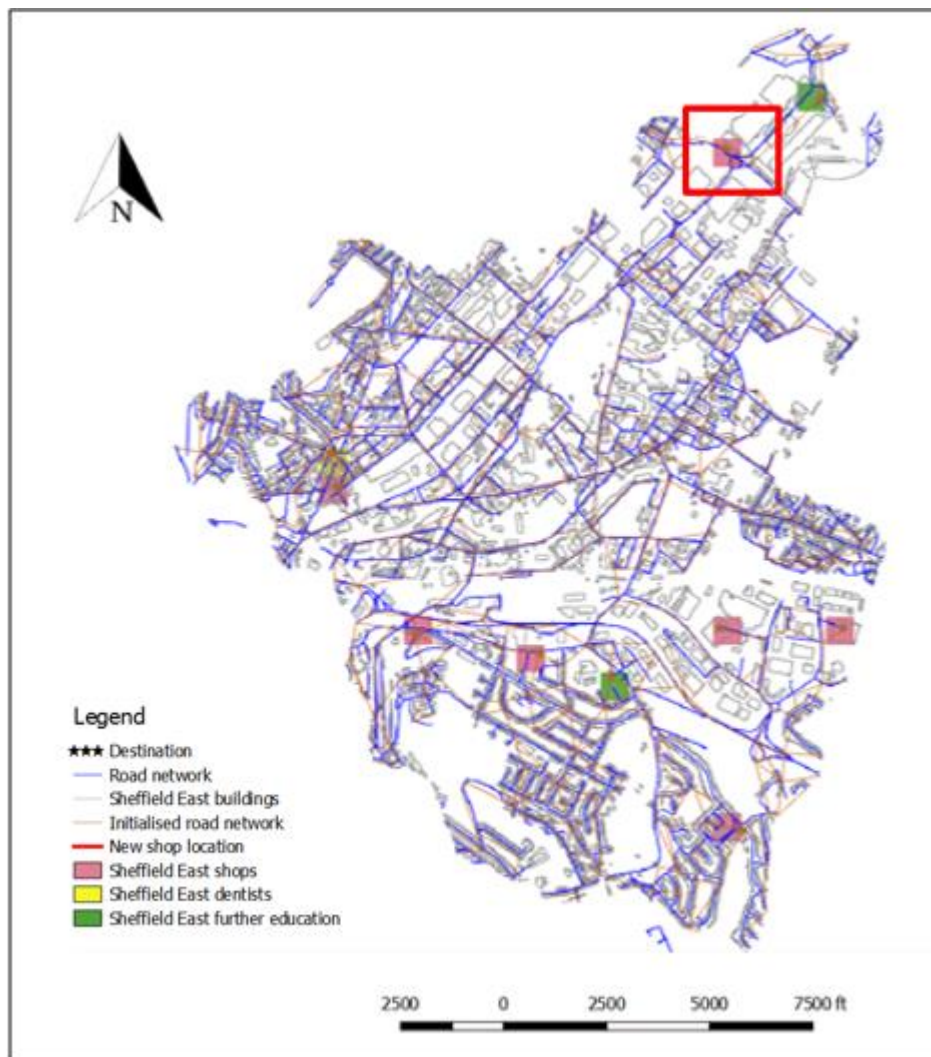 N
Legend
★★★ Destination
Road network
Sheffield East buildings
Initialised road network
New shop location
Sheffield East shops
Sheffield East dentists
Sheffield East further education
2500 0 2500 5000 7500 ft